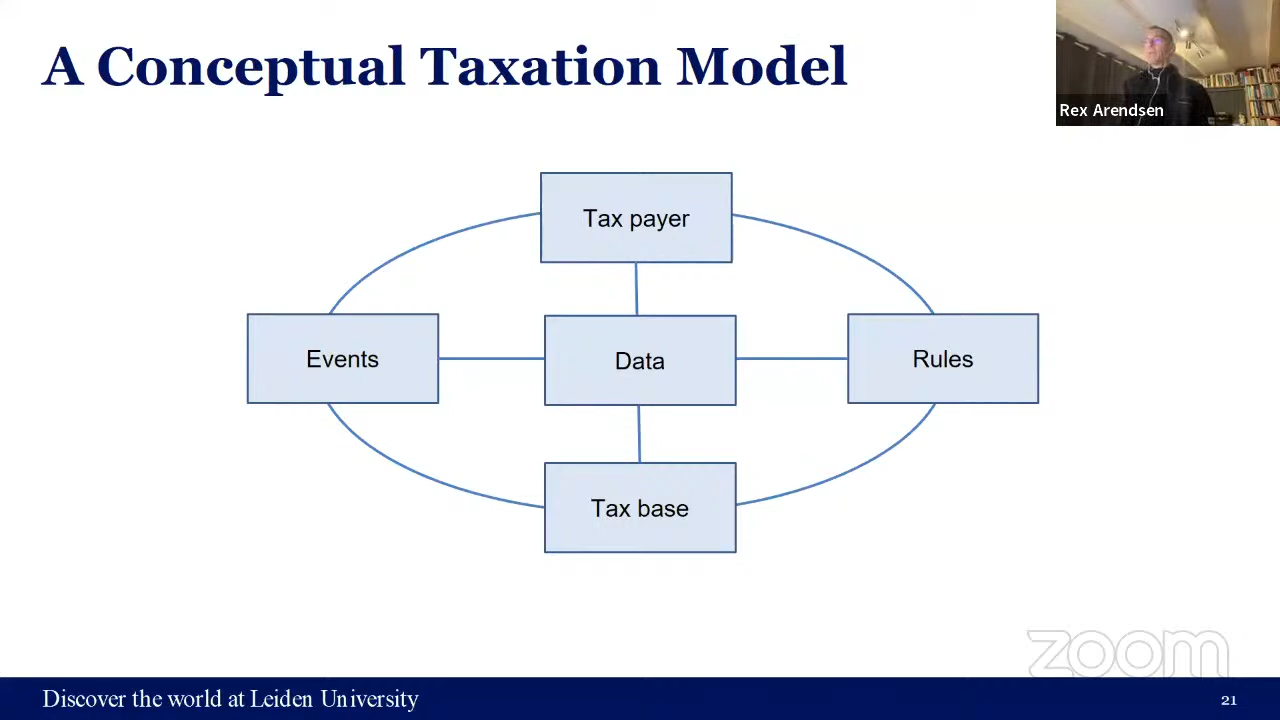 A Conceptual Taxation Model
Rex Arendsen
Tax payer
Events
Data
Rules
Tax base
zoom
Discover the world at Leiden University
21